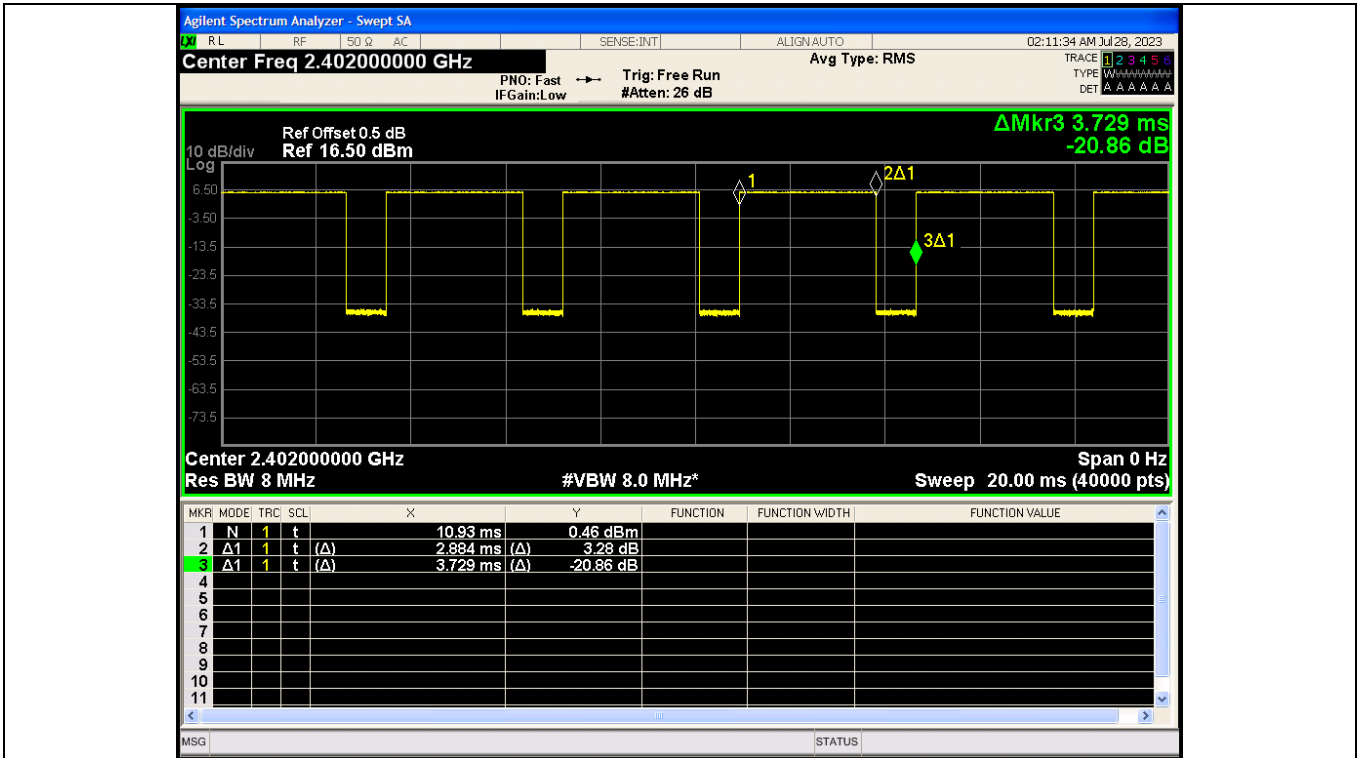 Agilent Spectrum Analyzer - Swept SA
LXI RL RF 50 Ω AC SENSE:INT ALIGN AUTO 02:11:34 AM Jul 28, 2023
Center Freq 2.402000000 GHz Avg Type: RMS TRACE 1 2 3 4 5 6
PNO: Fast Trig: Free Run TYPE W
IFGain:Low #Atten: 26 dB DET A A A A A A
ΔMkr3 3.729 ms
Ref Offset 0.5 dB
10 dB/div Ref 16.50 dBm -20.86 dB
Log
6.50
-3.50
-13.5
-23.5
-33.5
-43.5
-53.5
-63.5
-73.5
1
2Δ1
3Δ1
Center 2.402000000 GHz Span 0 Hz
Res BW 8 MHz #VBW 8.0 MHz* Sweep 20.00 ms (40000 pts)
MKR MODE TRC SCL X Y FUNCTION FUNCTION WIDTH FUNCTION VALUE
1 N 1 t 10.93 ms 0.46 dBm
2 Δ1 1 t (Δ) 2.884 ms (Δ) 3.28 dB
3 Δ1 1 t (Δ) 3.729 ms (Δ) -20.86 dB
4
5
6
7
8
9
10
11
MSG STATUS